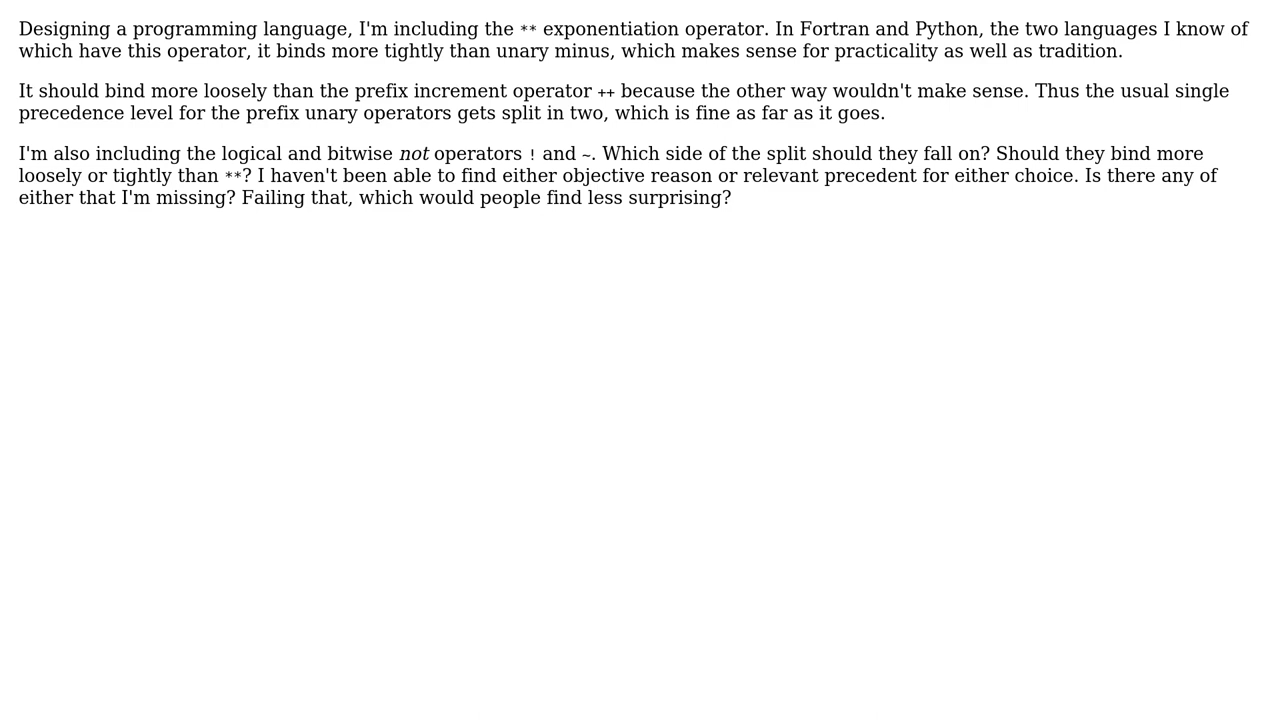 Designing a programming language, I'm including the ** exponentiation operator. In Fortran and Python, the two languages I know of
which have this operator, it binds more tightly than unary minus, which makes sense for practicality as well as tradition.
It should bind more loosely than the prefix increment operator ++ because the other way wouldn't make sense. Thus the usual single
precedence level for the prefix unary operators gets split in two, which is fine as far as it goes.
I'm also including the logical and bitwise not operators ! and ~. Which side of the split should they fall on? Should they bind more
loosely or tightly than **? I haven't been able to find either objective reason or relevant precedent for either choice. Is there any of
either that I'm missing? Failing that, which would people find less surprising?